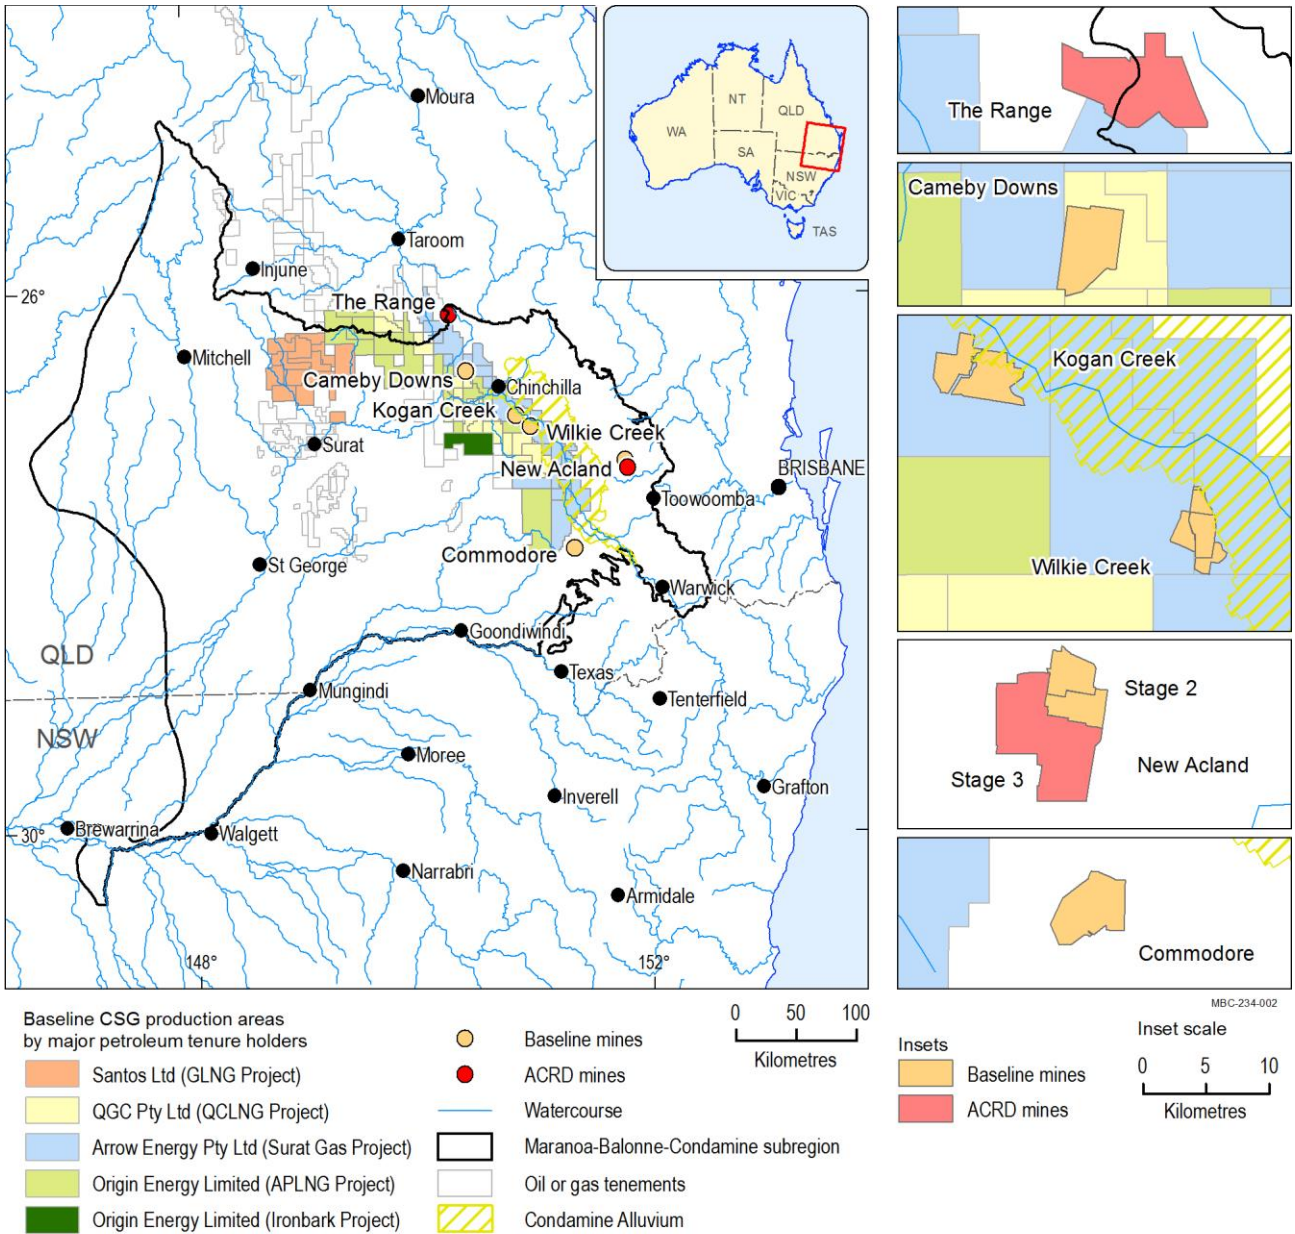 Moura
Taroom
Injune
26°
The Range
Mitchell
Cameby Downs
Chinchilla
Kogan Creek
Wilkie Creek
Surat
New Acland
BRISBANE
Toowoomba
Commodore
St George
Warwick
Goondiwindi
QLD
Texas
Mungindi
Tenterfield
NSW
Moree
Inverell
Grafton
Brewarrina
30°
Walgett
Narrabri
Armidale
148°
152°
WA
NT
QLD
SA
NSW
VIC
TAS
The Range
Cameby Downs
Kogan Creek
Wilkie Creek
Stage 2
Stage 3
New Acland
Commodore
MBC-234-002
Baseline CSG production areas
by major petroleum tenure holders
Santos Ltd (GLNG Project)
QGC Pty Ltd (QCLNG Project)
Arrow Energy Pty Ltd (Surat Gas Project)
Origin Energy Limited (APLNG Project)
Origin Energy Limited (Ironbark Project)
Baseline mines
ACRD mines
Watercourse
Maranoa-Balonne-Condamine subregion
Oil or gas tenements
Condamine Alluvium
0 50 100
Kilometres
Insets
Baseline mines
ACRD mines
Inset scale
0 5 10
Kilometres